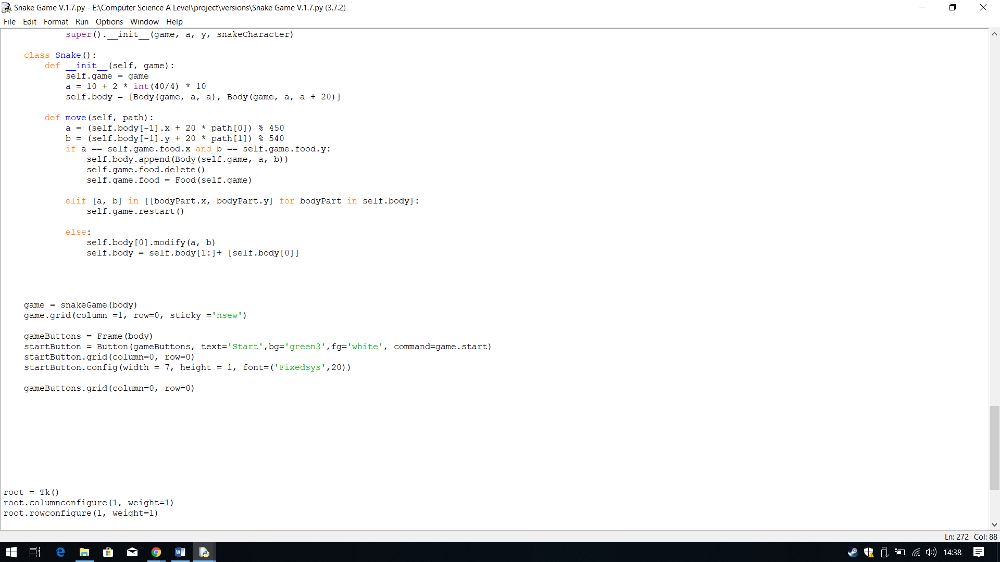 Snake Game V.1.7.py - E:\Computer Science A Level\project\versions\Snake Game V.1.7.py (3.7.2)
File Edit Format Run Options Window Help
            super().__init__(game, a, y, snakeCharacter)
    class Snake():
        def __init__(self, game):
            self.game = game
            a = 10 + 2 * int(40/4) * 10
            self.body = [Body(game, a, a), Body(game, a, a + 20)]
        def move(self, path):
            a = (self.body[-1].x + 20 * path[0]) % 450
            b = (self.body[-1].y + 20 * path[1]) % 540
            if a == self.game.food.x and b == self.game.food.y:
                self.body.append(Body(self.game, a, b))
                self.game.food.delete()
                self.game.food = Food(self.game)
            elif [a, b] in [[bodyPart.x, bodyPart.y] for bodyPart in self.body]:
                self.game.restart()
            else:
                self.body[0].modify(a, b)
                self.body = self.body[1:]+ [self.body[0]]
    game = snakeGame(body)
    game.grid(column =1, row=0, sticky ='nsew')
    gameButtons = Frame(body)
    startButton = Button(gameButtons, text='Start',bg='green3',fg='white', command=game.start)
    startButton.grid(column=0, row=0)
    startButton.config(width = 7, height = 1, font=('Fixedsys',20))
    gameButtons.grid(column=0, row=0)
root = Tk()
root.columnconfigure(1, weight=1)
root.rowconfigure(1, weight=1)
Ln: 272 Col: 88
14:38